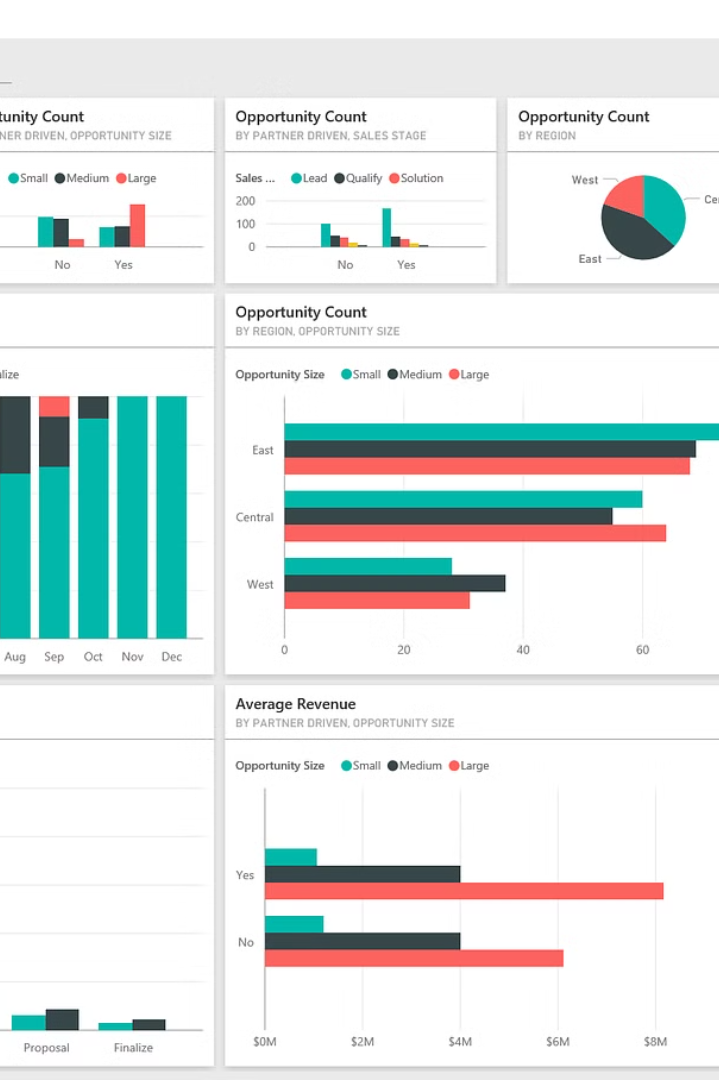 tunity Count
NER DRIVEN, OPPORTUNITY SIZE
Small Medium Large
No Yes
Opportunity Count
BY PARTNER DRIVEN, SALES STAGE
Sales ... Lead Qualify Solution
200
100
0
No Yes
Opportunity Count
BY REGION
West
Cer
East
alize
Aug Sep Oct Nov Dec
Opportunity Count
BY REGION, OPPORTUNITY SIZE
Opportunity Size Small Medium Large
East
Central
West
0 20 40 60
Proposal Finalize
Average Revenue
BY PARTNER DRIVEN, OPPORTUNITY SIZE
Opportunity Size Small Medium Large
Yes
No
$0M $2M $4M $6M $8M